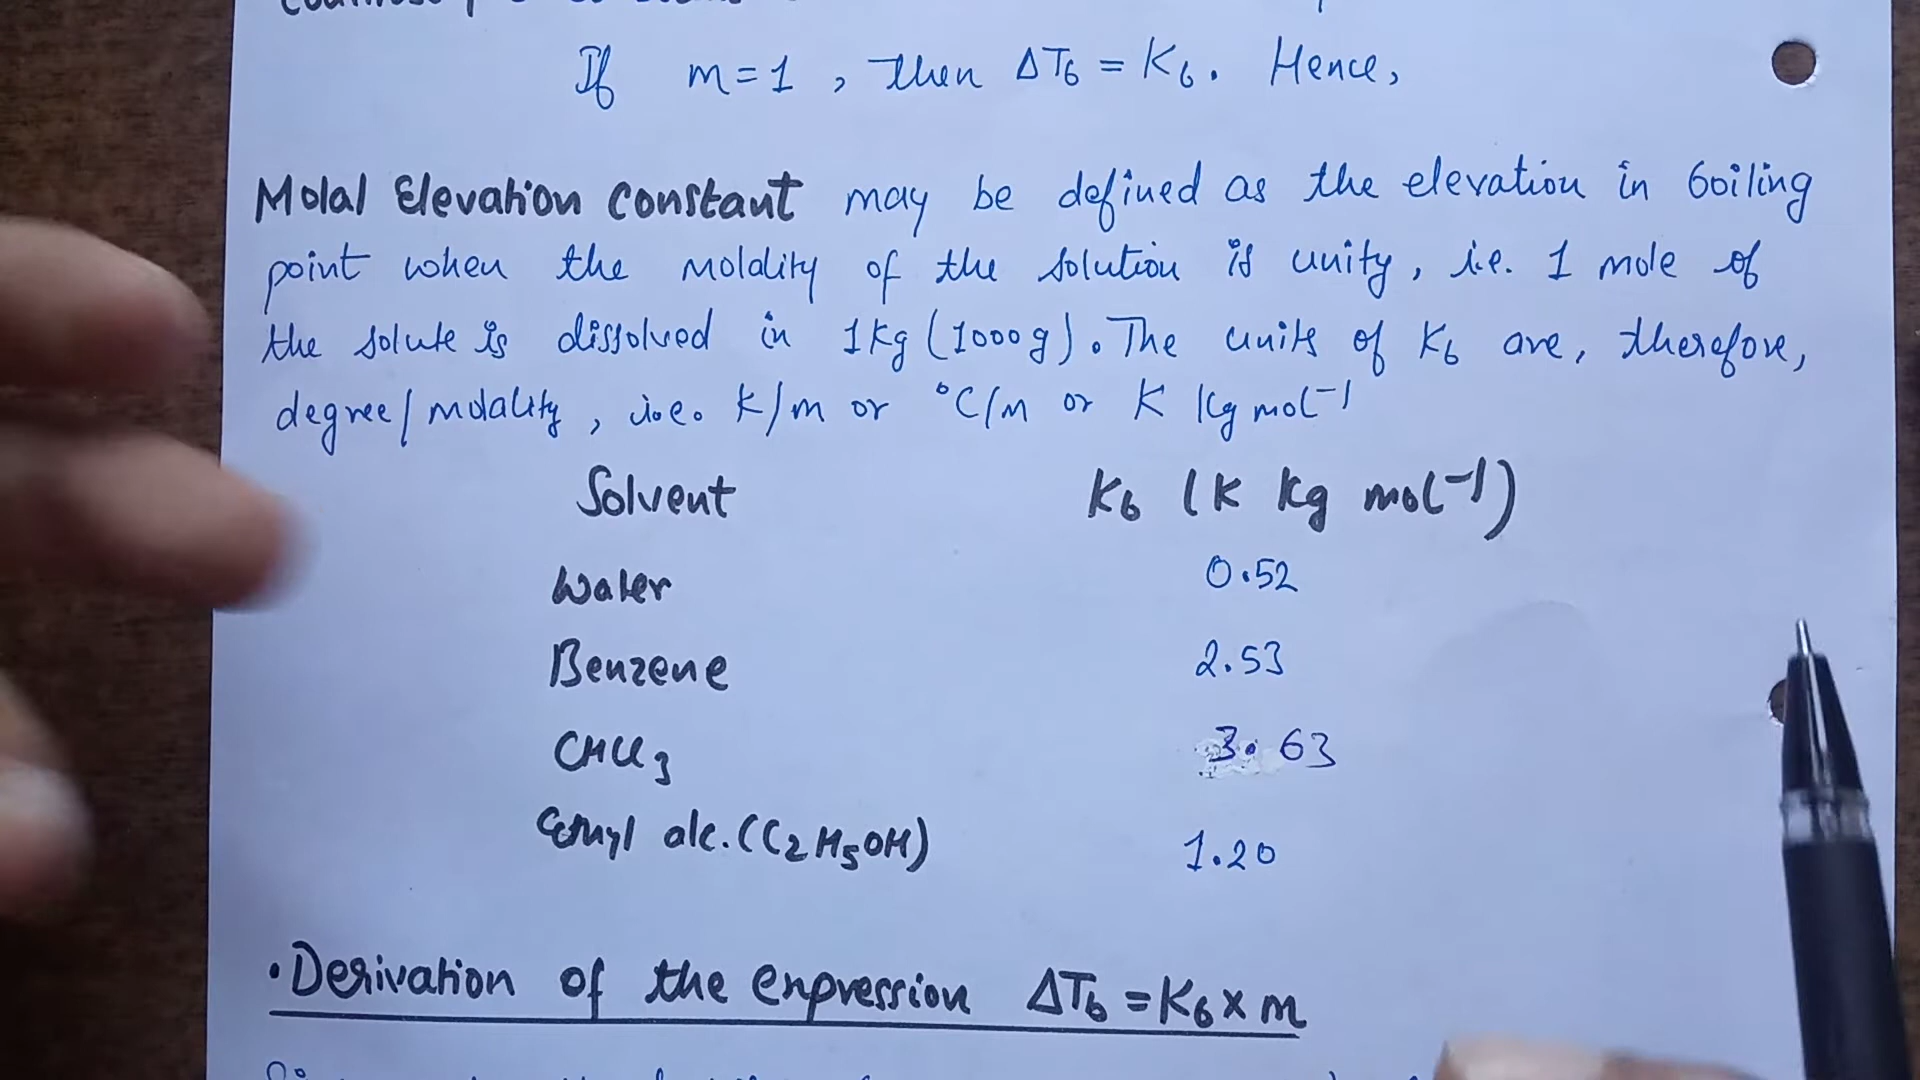 If m=1, then ΔTb = Kb. Hence,
Molal Elevation Constant may be defined as the elevation in boiling
point when the molality of the solution is unity, i.e. 1 mole of
the solute is dissolved in 1kg (1000g). The units of Kb are, therefore,
degree/molality, i.e. K/m or °C/m or K kg mol⁻¹
Solvent Kb (K kg mol⁻¹)
Water 0.52
Benzene 2.53
CHCl₃ 3.63
Ethyl alc. (C₂H₅OH) 1.20
• Derivation of the expression ΔTb = Kb x m